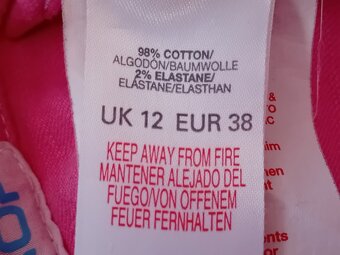 98% COTTON/
ALGODÓN/BAUMWOLLE
2% ELASTANE/
ELASTANE/ELASTHAN
UK 12 EUR 38
KEEP AWAY FROM FIRE
MANTENER ALEJADO DEL
FUEGO/VON OFFENEM
FEUER FERNHALTEN